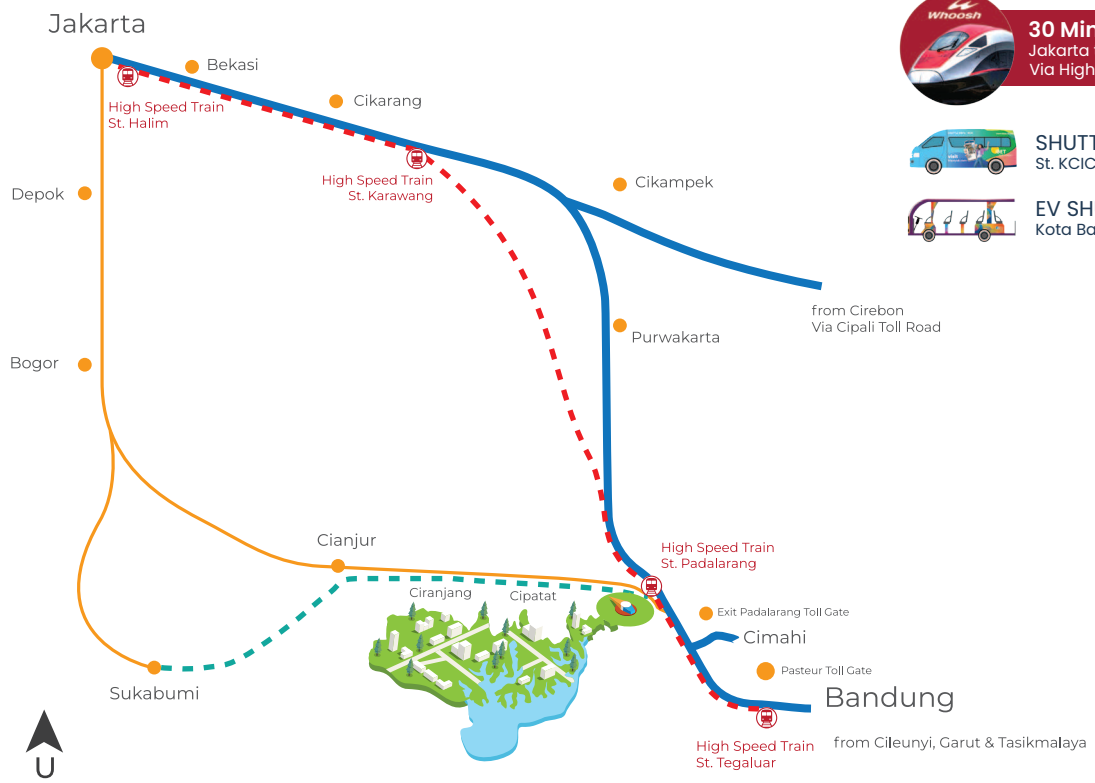 Jakarta
Whoosh
30 Min
Jakarta
Via High
Bekasi
High Speed Train
St. Halim
Cikarang
SHUTT
St. KCIC
High Speed Train
St. Karawang
Cikampek
Depok
EV SH
Kota Ba
from Cirebon
Via Cipali Toll Road
Purwakarta
Bogor
Cianjur
High Speed Train
St. Padalarang
Ciranjang
Cipatat
Exit Padalarang Toll Gate
Cimahi
Pasteur Toll Gate
Sukabumi
Bandung
High Speed Train
St. Tegaluar
from Cileunyi, Garut & Tasikmalaya
U